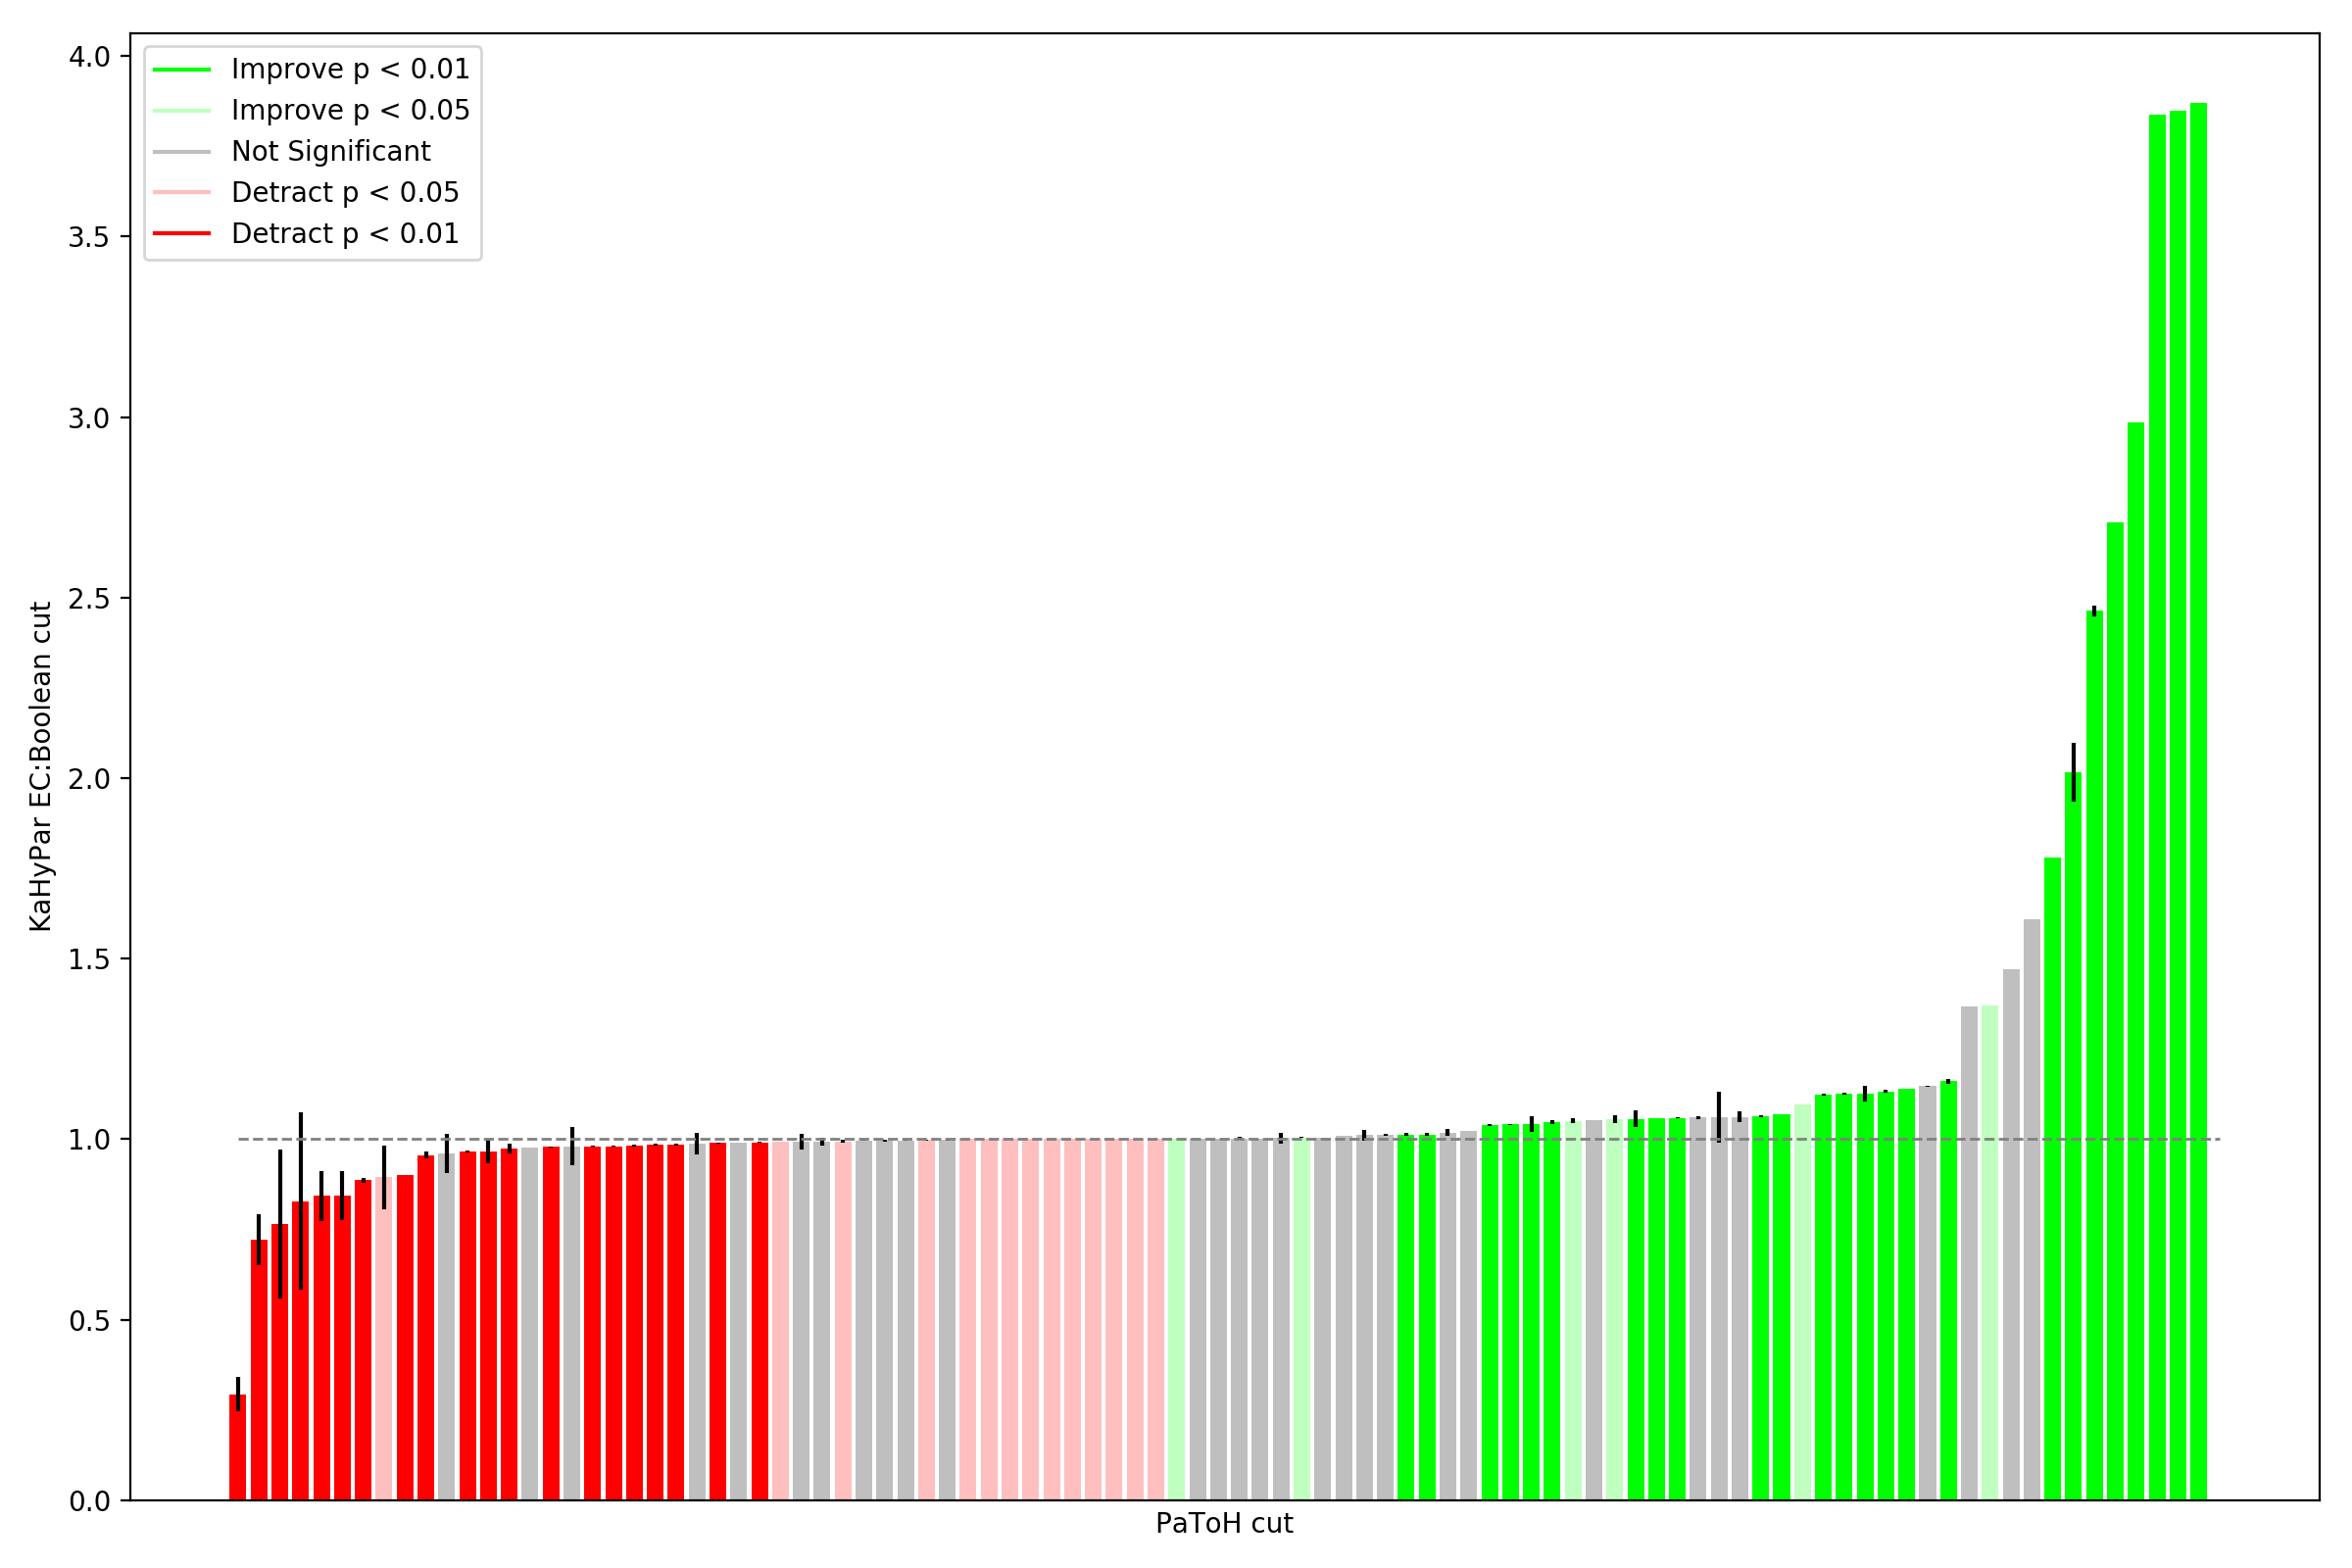 4.0
3.5
3.0
2.5
2.0
1.5
1.0
0.5
0.0
KaHyPar EC:Boolean cut
Improve p < 0.01
Improve p < 0.05
Not Significant
Detract p < 0.05
Detract p < 0.01
PaToH cut